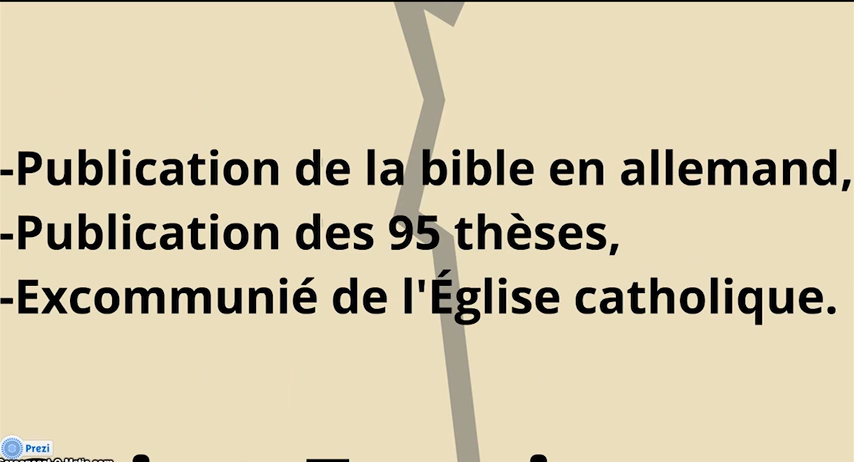 -Publication de la bible en allemand,
-Publication des 95 thèses,
-Excommunié de l'Église catholique.
Prezi